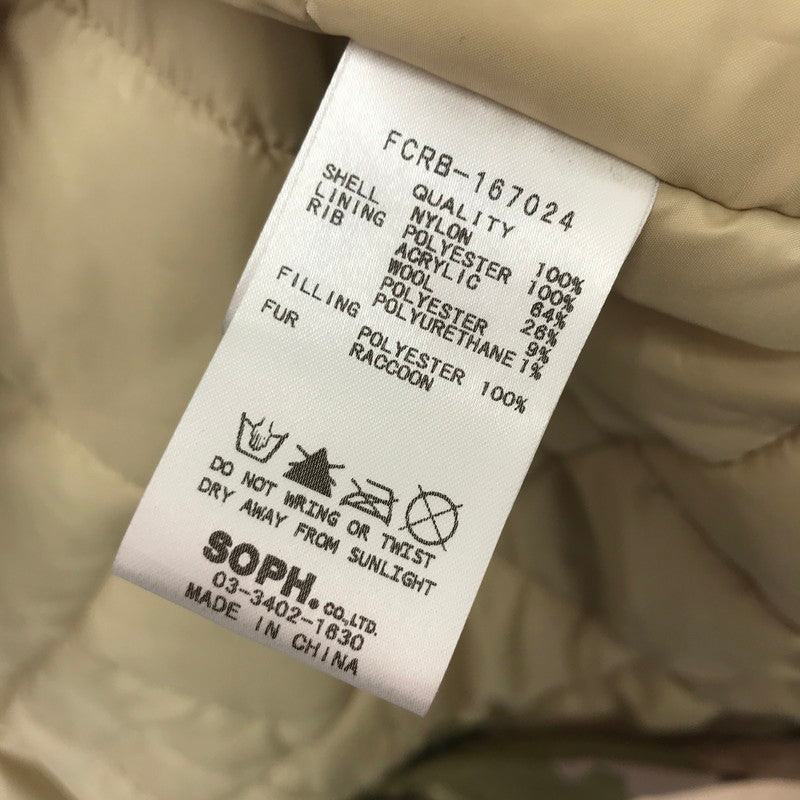 FCRB-167024
QUALITY
SHELL NYLON 100%
LINING POLYESTER 100%
RIB ACRYLIC 64%
WOOL 26%
POLYESTER 9%
POLYURETHANE 1%
FILLING POLYESTER 100%
FUR RACCOON
DO NOT WRING OR TWIST
DRY AWAY FROM SUNLIGHT
SOPH. CO.,LTD.
03-3402-1630
MADE IN CHINA